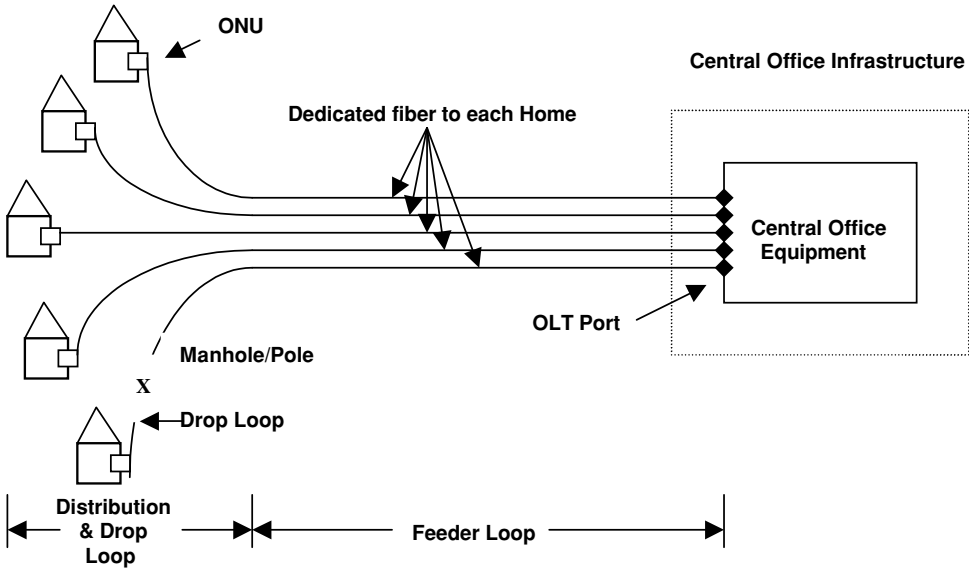 ONU
Central Office Infrastructure
Dedicated fiber to each Home
Central Office
Equipment
OLT Port
Manhole/Pole
X
Drop Loop
Distribution
& Drop
Loop
Feeder Loop